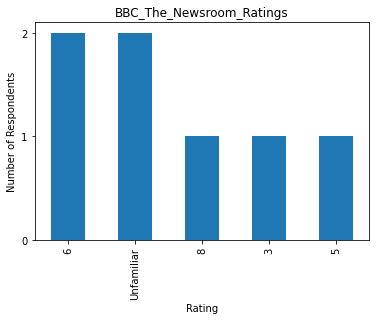 BBC_The_Newsroom_Ratings
Number of Respondents
2
1
0
6
Unfamiliar
8
3
5
Rating